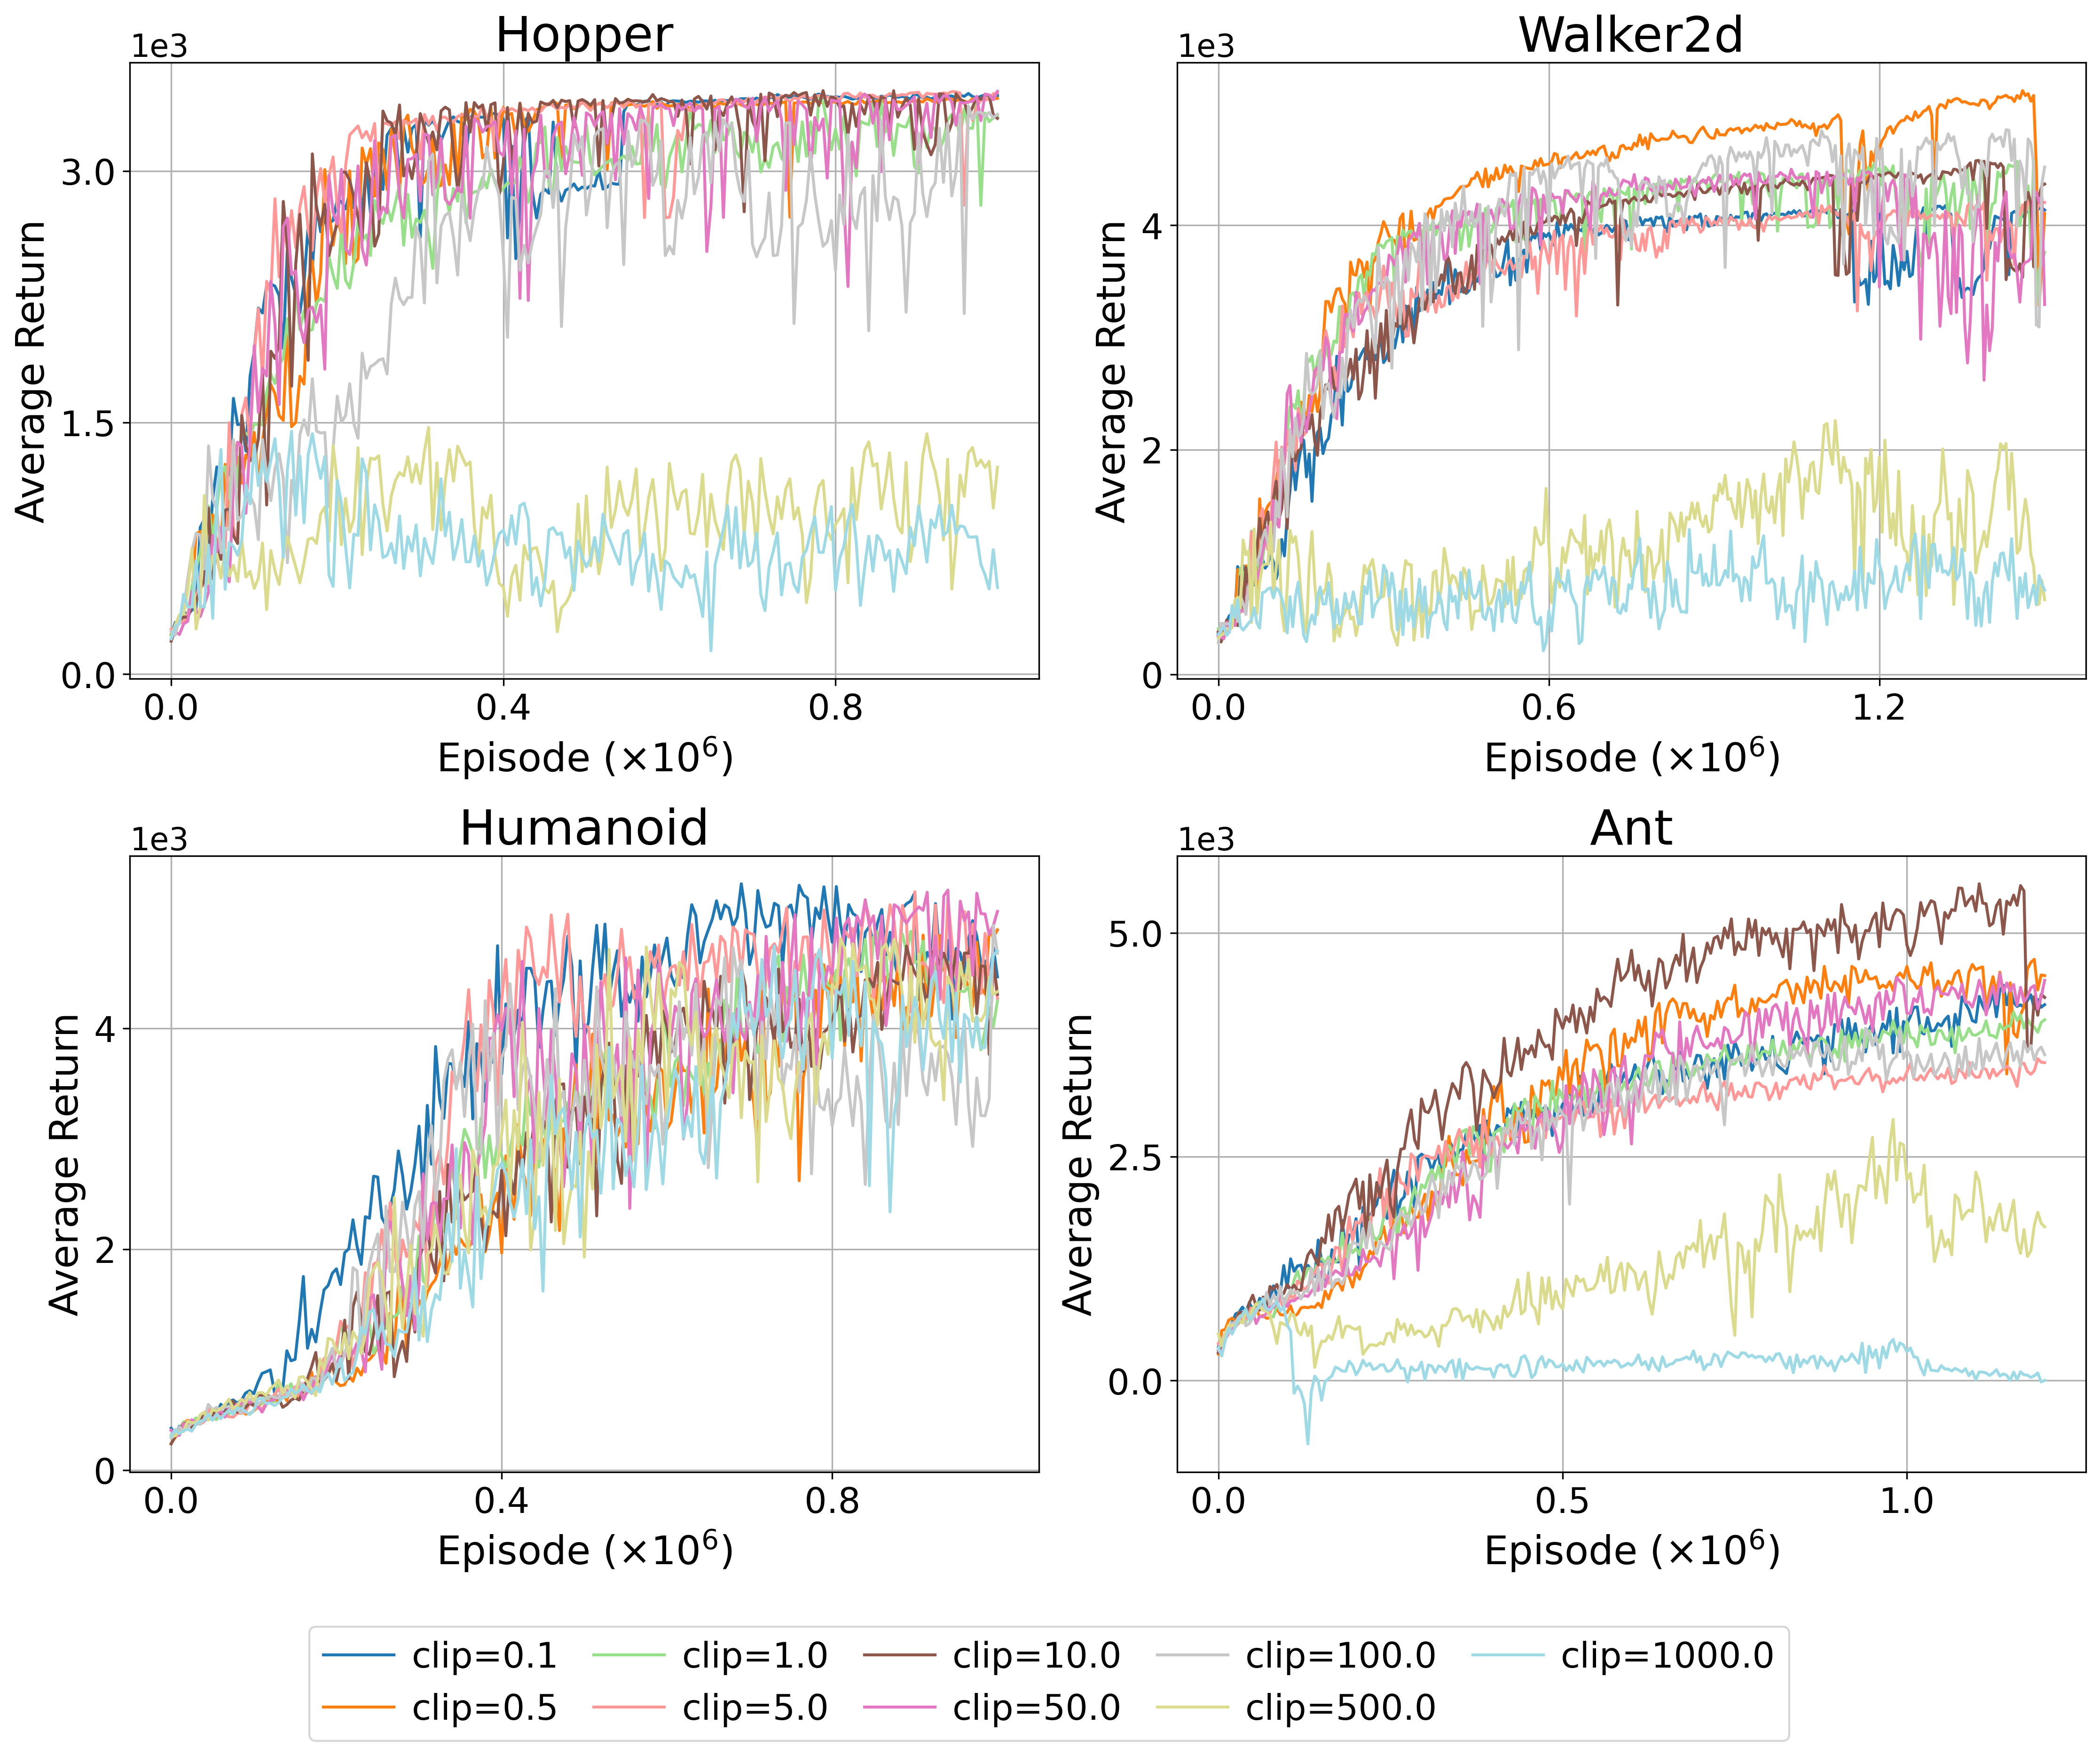 Hopper
1e3
3.0
1.5
0.0
Average Return
0.0 0.4 0.8
Episode (×10⁶)
Walker2d
1e3
4
2
0
Average Return
0.0 0.6 1.2
Episode (×10⁶)
Humanoid
1e3
4
2
0
Average Return
0.0 0.4 0.8
Episode (×10⁶)
Ant
1e3
5.0
2.5
0.0
Average Return
0.0 0.5 1.0
Episode (×10⁶)
clip=0.1 clip=1.0 clip=10.0 clip=100.0 clip=1000.0
clip=0.5 clip=5.0 clip=50.0 clip=500.0